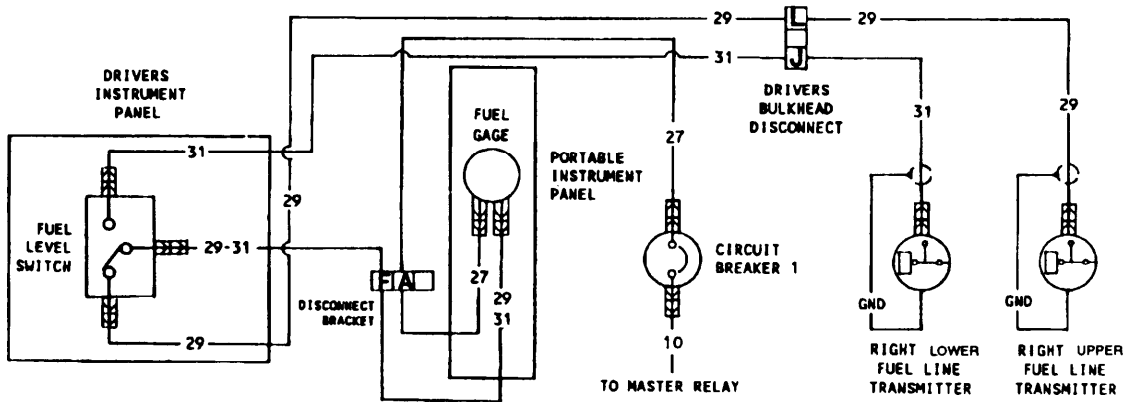 29
29
L
31
J
DRIVERS
INSTRUMENT
PANEL
DRIVERS
BULKHEAD
DISCONNECT
FUEL
GAGE
31
29
27
PORTABLE
INSTRUMENT
PANEL
31
29
FUEL
LEVEL
SWITCH
29-31
F A
DISCONNECT
BRACKET
27
29
31
CIRCUIT
BREAKER 1
29
10
TO MASTER RELAY
GND
GND
RIGHT LOWER
FUEL LINE
TRANSMITTER
RIGHT UPPER
FUEL LINE
TRANSMITTER